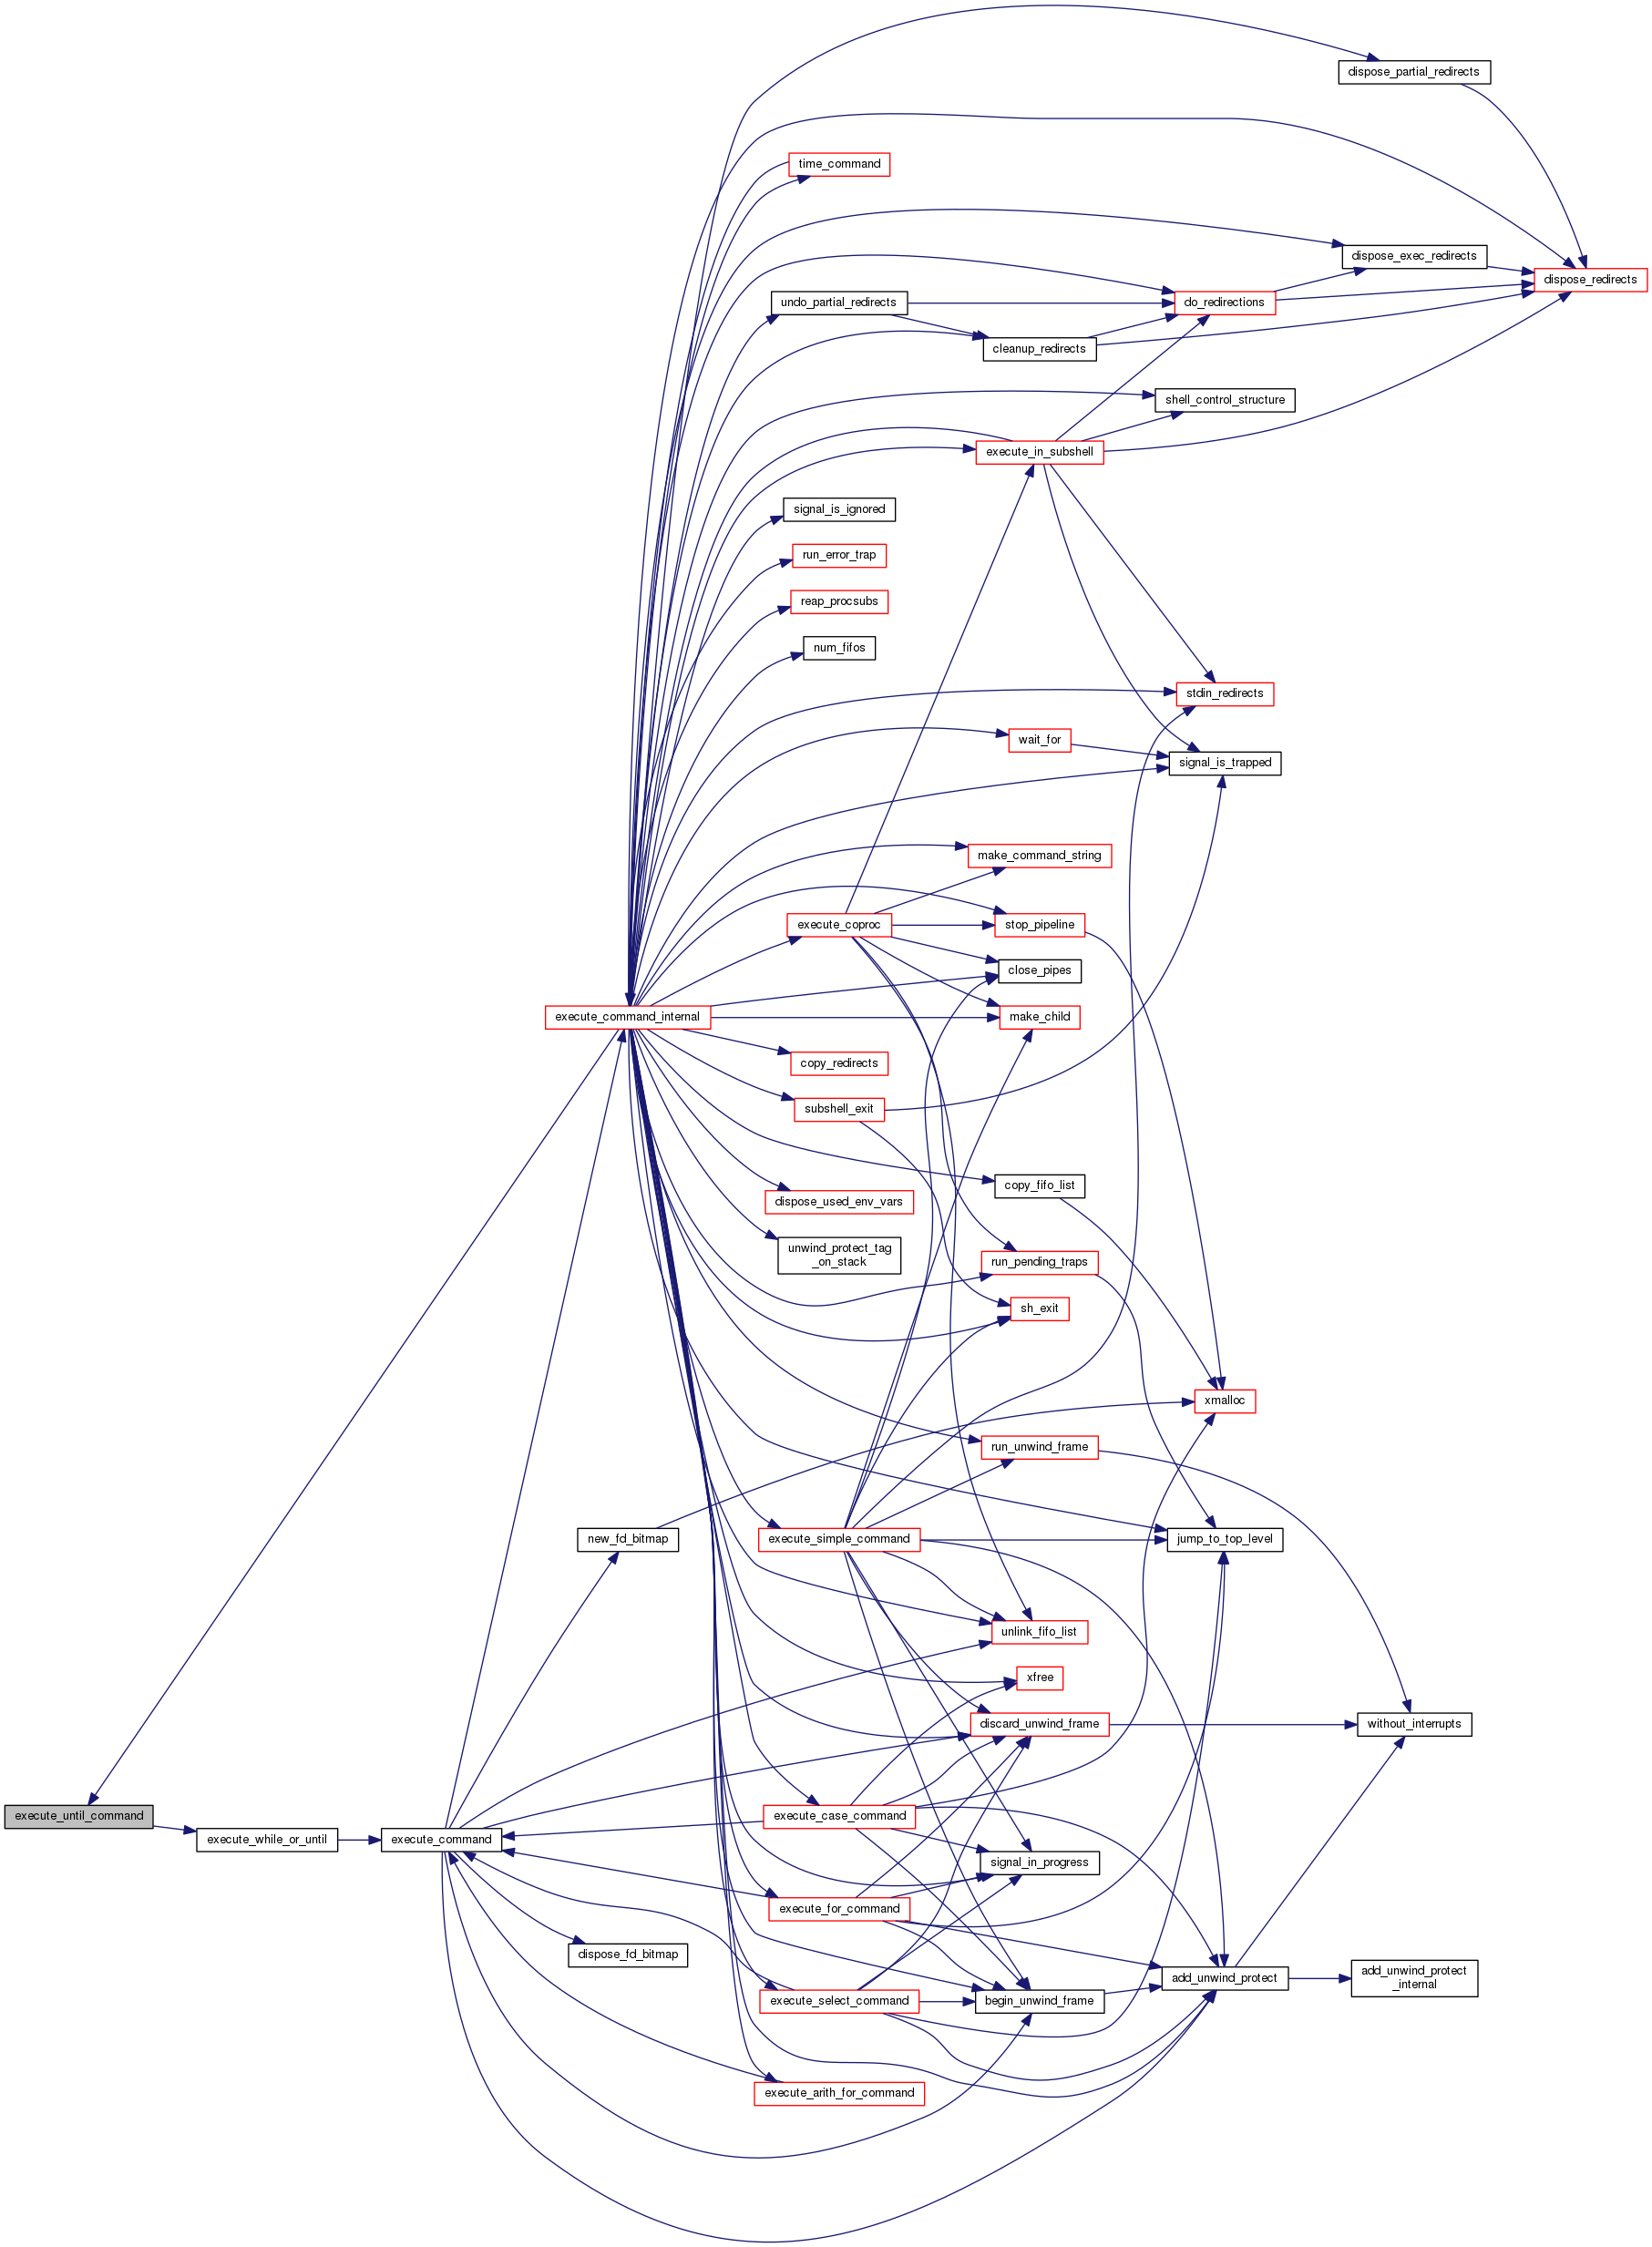 dispose_partial_redirects
time_command
dispose_exec_redirects
dispose_redirects
undo_partial_redirects
do_redirections
cleanup_redirects
shell_control_structure
execute_in_subshell
signal_is_ignored
run_error_trap
reap_procsubs
num_fifos
stdin_redirects
wait_for
signal_is_trapped
make_command_string
execute_coproc
stop_pipeline
close_pipes
execute_command_internal
make_child
copy_redirects
subshell_exit
copy_fifo_list
dispose_used_env_vars
unwind_protect_tag
_on_stack
run_pending_traps
sh_exit
xmalloc
run_unwind_frame
new_fd_bitmap
execute_simple_command
jump_to_top_level
unlink_fifo_list
xfree
discard_unwind_frame
without_interrupts
execute_until_command
execute_while_or_until
execute_command
execute_case_command
signal_in_progress
execute_for_command
dispose_fd_bitmap
add_unwind_protect
add_unwind_protect
_internal
execute_select_command
begin_unwind_frame
execute_arith_for_command